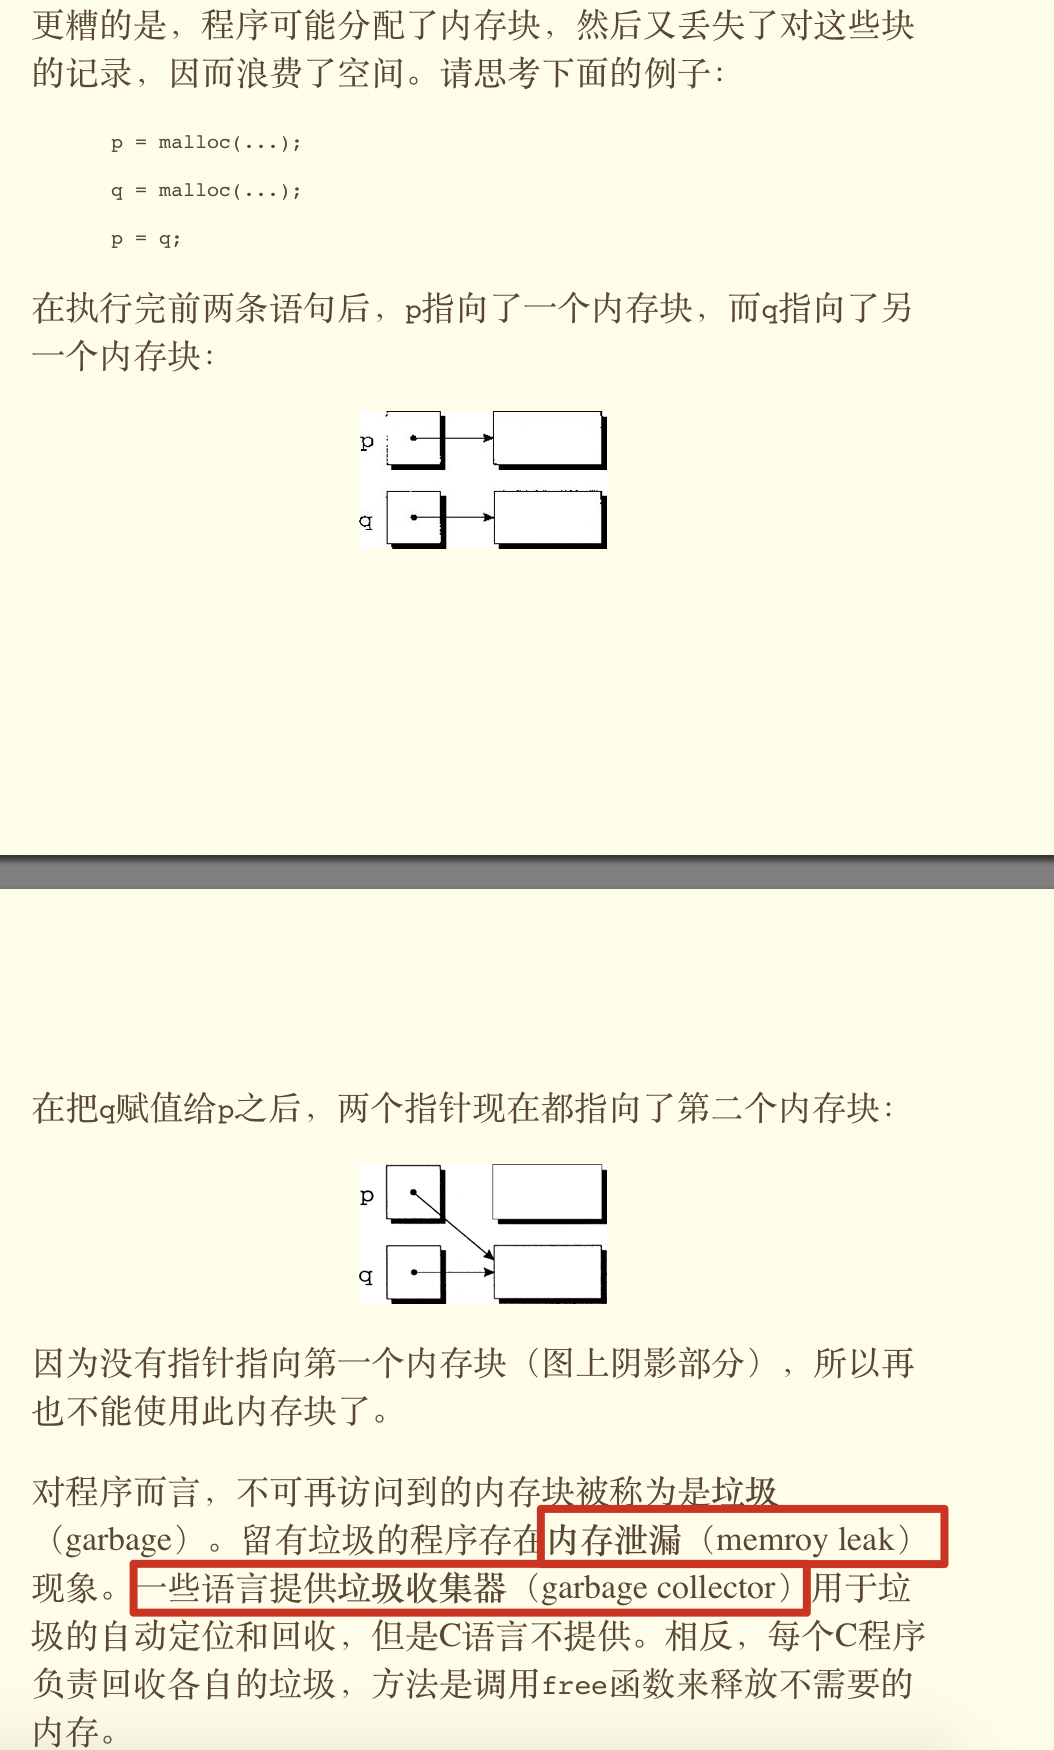 更糟的是，程序可能分配了内存块，然后又丢失了对这些块
的记录，因而浪费了空间。请思考下面的例子：
p = malloc(...);
q = malloc(...);
p = q;
在执行完前两条语句后，p指向了一个内存块，而q指向了另
一个内存块：
p
q
在把q赋值给p之后，两个指针现在都指向了第二个内存块：
p
q
因为没有指针指向第一个内存块（图上阴影部分），所以再
也不能使用此内存块了。
对程序而言，不可再访问到的内存块被称为是垃圾
（garbage）。留有垃圾的程序存在内存泄漏（memroy leak）
现象。一些语言提供垃圾收集器（garbage collector）用于垃
圾的自动定位和回收，但是C语言不提供。相反，每个C程序
负责回收各自的垃圾，方法是调用free函数来释放不需要的
内存。